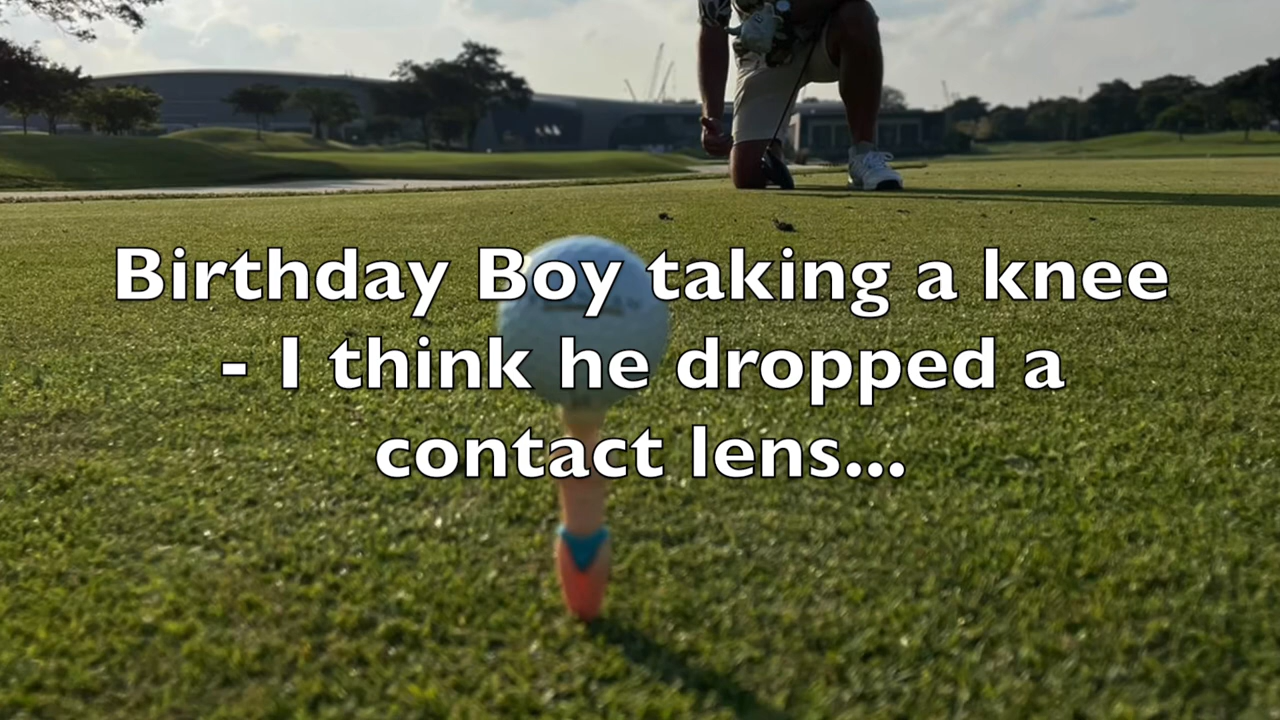 Birthday Boy taking a knee
- I think he dropped a
contact lens...